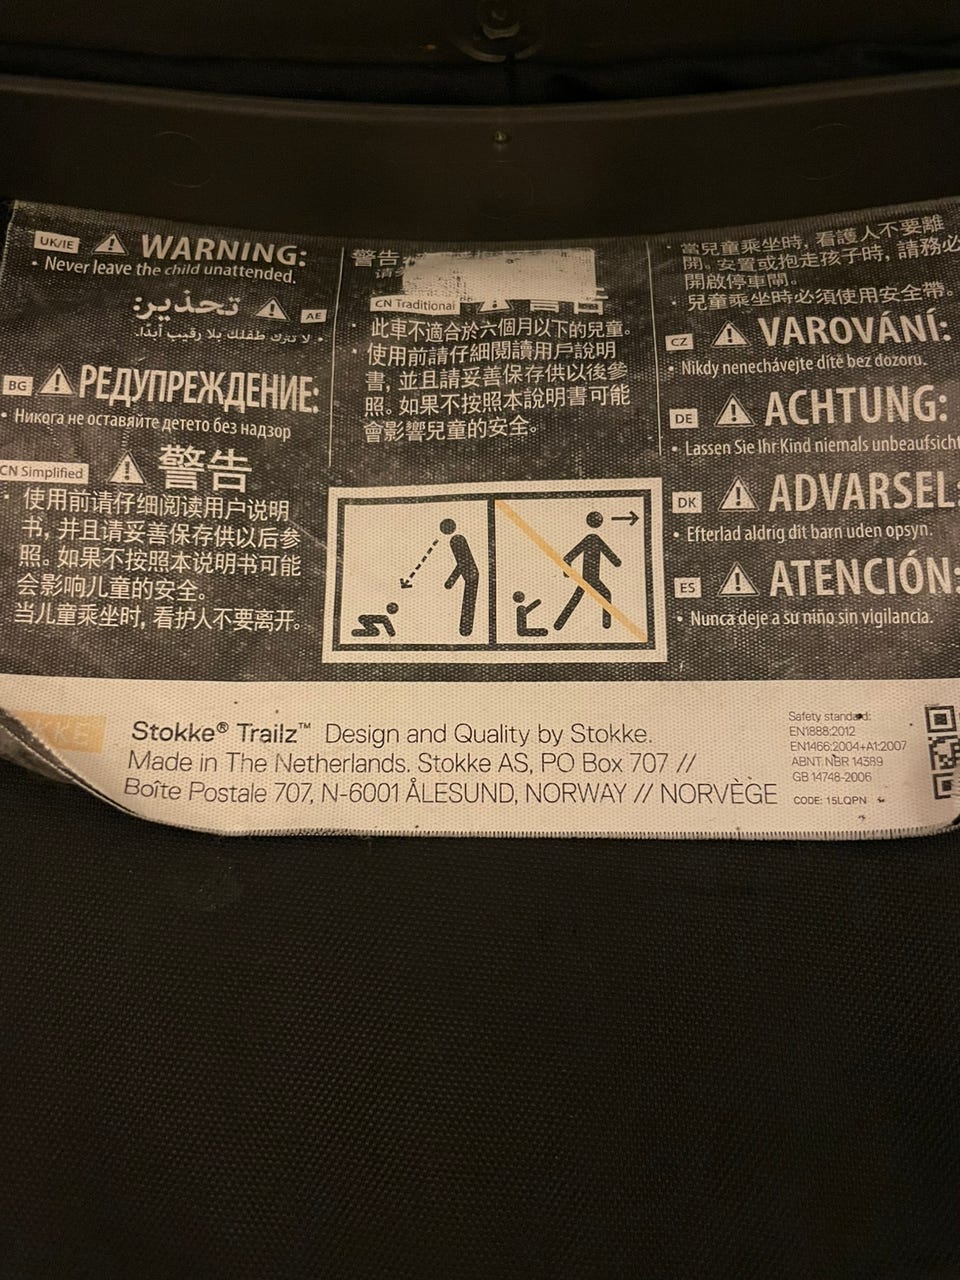 UK/IE WARNING:
• Never leave the child unattended.
تحذير: AE
• لا تترك طفلك بلا رقيب أبدًا.
BG РЕДУПРЕЖДЕНИЕ:
• Никога не оставяйте детето без надзор
CN Simplified 警告
• 使用前请仔细阅读用户说明
书, 并且请妥善保存供以后参
照。如果不按照本说明书可能
会影响儿童的安全。
当儿童乘坐时, 看护人不要离开。
警告
请
CN Traditional 警告
• 此車不適合於六個月以下的兒童。
• 使用前請仔細閱讀用戶說明
書, 並且請妥善保存供以後參
照。如果不按照本說明書可能
會影響兒童的安全。
• 當兒童乘坐時, 看護人不要離
開。安置或抱走孩子時, 請務必
開啟停車閘。
• 兒童乘坐時必須使用安全帶。
CZ VAROVÁNÍ:
• Nikdy nenechávejte dítě bez dozoru.
DE ACHTUNG:
• Lassen Sie Ihr Kind niemals unbeaufsicht
DK ADVARSEL:
• Efterlad aldrig dit barn uden opsyn.
ES ATENCIÓN:
• Nunca deje a su niño sin vigilancia.
KKE
Stokke® Trailz™ Design and Quality by Stokke.
Made in The Netherlands. Stokke AS, PO Box 707 //
Boîte Postale 707, N-6001 ÅLESUND, NORWAY // NORVÈGE
Safety standard:
EN1888:2012
EN1466:2004+A1:2007
ABNT NBR 14389
GB 14748-2006
CODE: 15LQPN